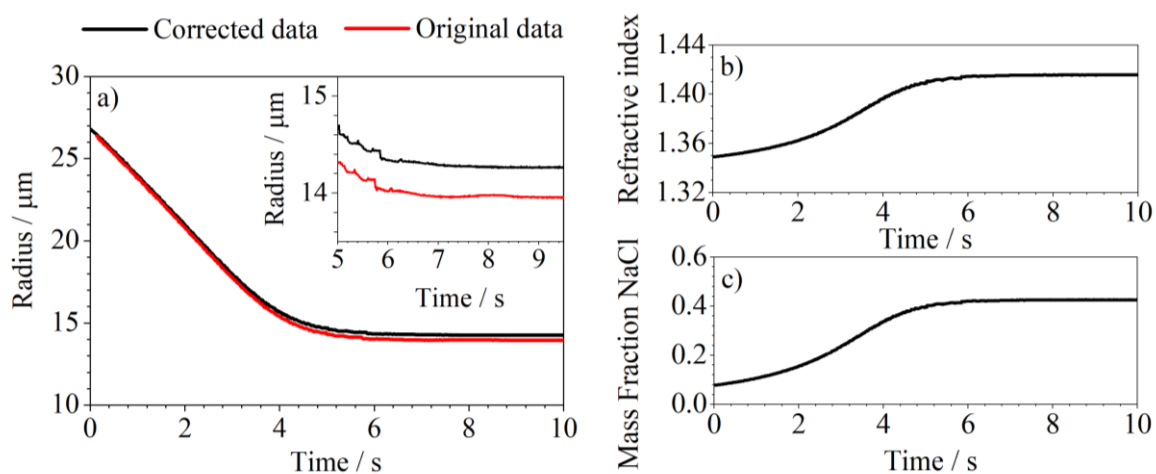 Corrected data Original data
a)
Radius / μm
30
25
20
15
10
0 2 4 6 8 10
Time / s
Radius / μm
15
14
5 6 7 8 9
Time / s
b)
Refractive index
1.44
1.40
1.36
1.32
0 2 4 6 8 10
Time / s
c)
Mass Fraction NaCl
0.6
0.4
0.2
0.0
0 2 4 6 8 10
Time / s